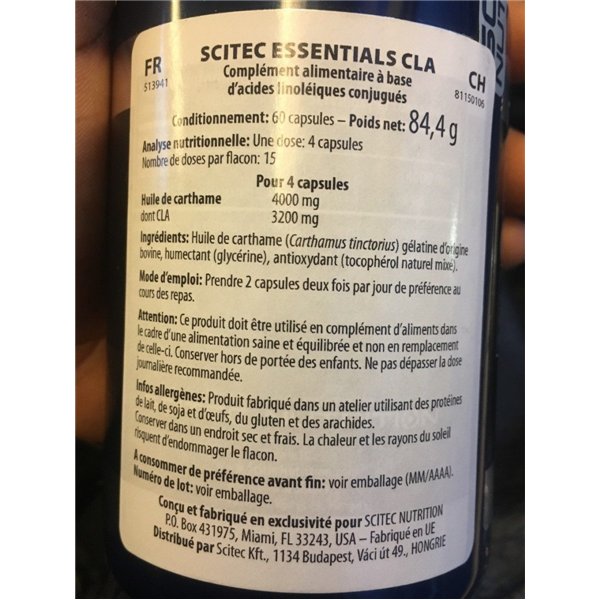 FR
513941
SCITEC ESSENTIALS CLA
CH
81150106
Complément alimentaire à base
d'acides linoléiques conjugués
Conditionnement: 60 capsules – Poids net: 84,4 g
Analyse nutritionnelle: Une dose: 4 capsules
Nombre de doses par flacon: 15
Pour 4 capsules
Huile de carthame 4000 mg
dont CLA 3200 mg
Ingrédients: Huile de carthame (Carthamus tinctorius) gélatine d'origine
bovine, humectant (glycérine), antioxydant (tocophérol naturel mixé).
Mode d'emploi: Prendre 2 capsules deux fois par jour de préférence au
cours des repas.
Attention: Ce produit doit être utilisé en complément d'aliments dans
le cadre d'une alimentation saine et équilibrée et non en remplacement
de celle-ci. Conserver hors de portée des enfants. Ne pas dépasser la dose
journalière recommandée.
Infos allergènes: Produit fabriqué dans un atelier utilisant des protéines
de lait, de soja et d'œufs, du gluten et des arachides.
Conserver dans un endroit sec et frais. La chaleur et les rayons du soleil
risquent d'endommager le flacon.
A consommer de préférence avant fin: voir emballage (MM/AAAA).
Numéro de lot: voir emballage.
Conçu et fabriqué en exclusivité pour SCITEC NUTRITION
P.O. Box 431975, Miami, FL 33243, USA – Fabriqué en UE
Distribué par Scitec Kft., 1134 Budapest, Váci út 49., HONGRIE